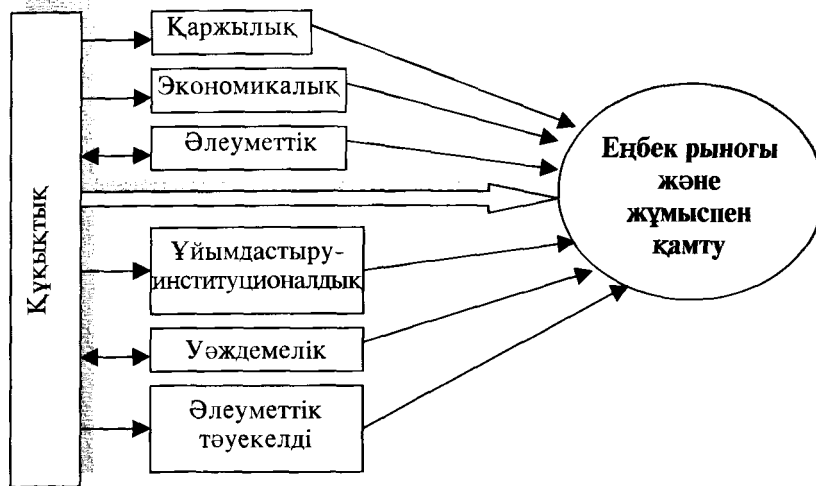 Құқықтық
Қаржылық
Экономикалық
Әлеуметтік
Ұйымдастыру-
институционалдық
Уәждемелік
Әлеуметтік
тәуекелді
Еңбек рыногы
және
жұмыспен
қамту